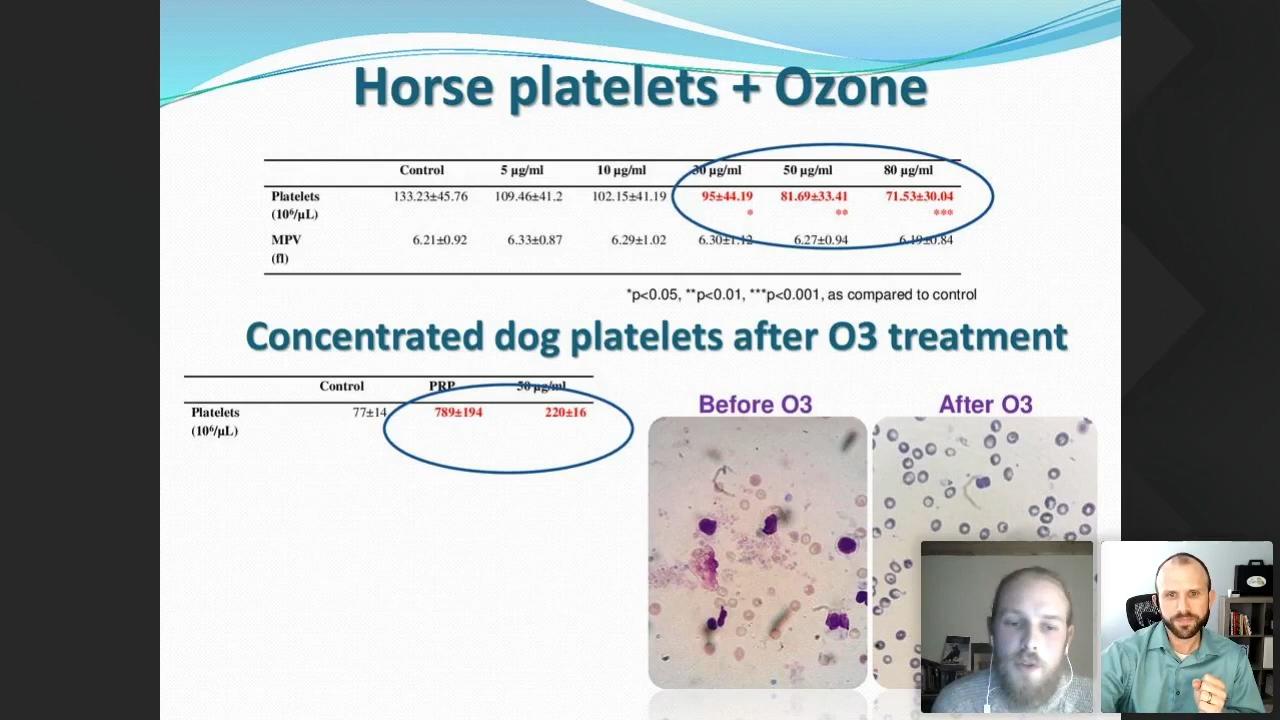 Horse platelets + Ozone
Control 5 µg/ml 10 µg/ml 30 µg/ml 50 µg/ml 80 µg/ml
Platelets 133.23±45.76 109.46±41.2 102.15±41.19 95±44.19 81.69±33.41 71.53±30.04
(10⁶/µL) * ** ***
MPV 6.21±0.92 6.33±0.87 6.29±1.02 6.30±1.12 6.27±0.94 6.19±0.84
(fl)
*p<0.05, **p<0.01, ***p<0.001, as compared to control
Concentrated dog platelets after O3 treatment
Control PRP 50 µg/ml
Platelets 77±14 789±194 220±16
(10⁶/µL)
Before O3 After O3